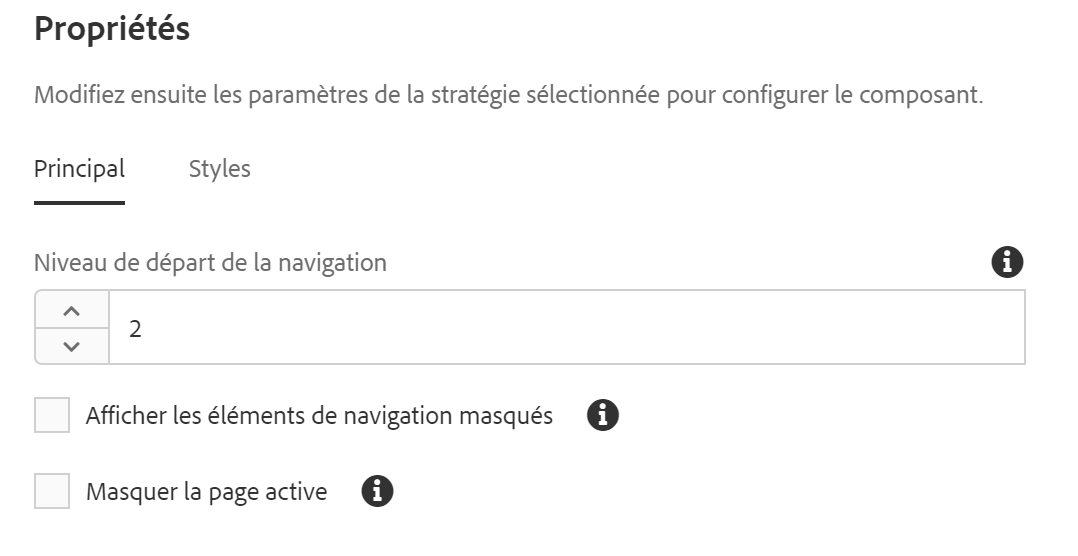 Propriétés
Modifiez ensuite les paramètres de la stratégie sélectionnée pour configurer le composant.
Principal Styles
Niveau de départ de la navigation
2
Afficher les éléments de navigation masqués
Masquer la page active